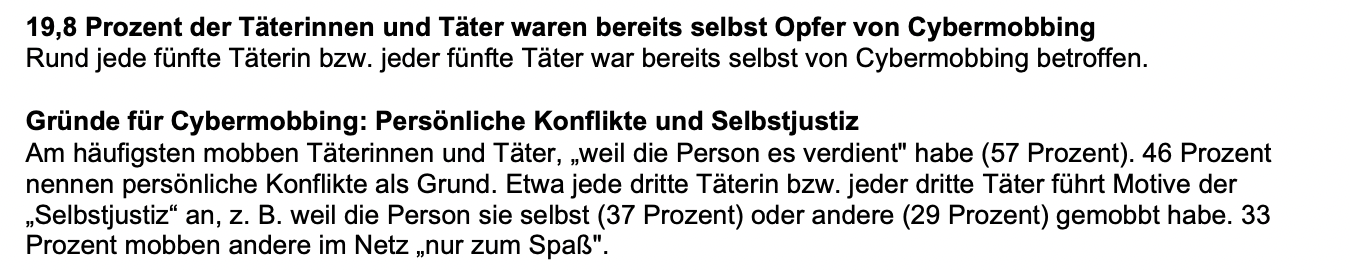 19,8 Prozent der Täterinnen und Täter waren bereits selbst Opfer von Cybermobbing
Rund jede fünfte Täterin bzw. jeder fünfte Täter war bereits selbst von Cybermobbing betroffen.
Gründe für Cybermobbing: Persönliche Konflikte und Selbstjustiz
Am häufigsten mobben Täterinnen und Täter, „weil die Person es verdient" habe (57 Prozent). 46 Prozent
nennen persönliche Konflikte als Grund. Etwa jede dritte Täterin bzw. jeder dritte Täter führt Motive der
„Selbstjustiz“ an, z. B. weil die Person sie selbst (37 Prozent) oder andere (29 Prozent) gemobbt habe. 33
Prozent mobben andere im Netz „nur zum Spaß".